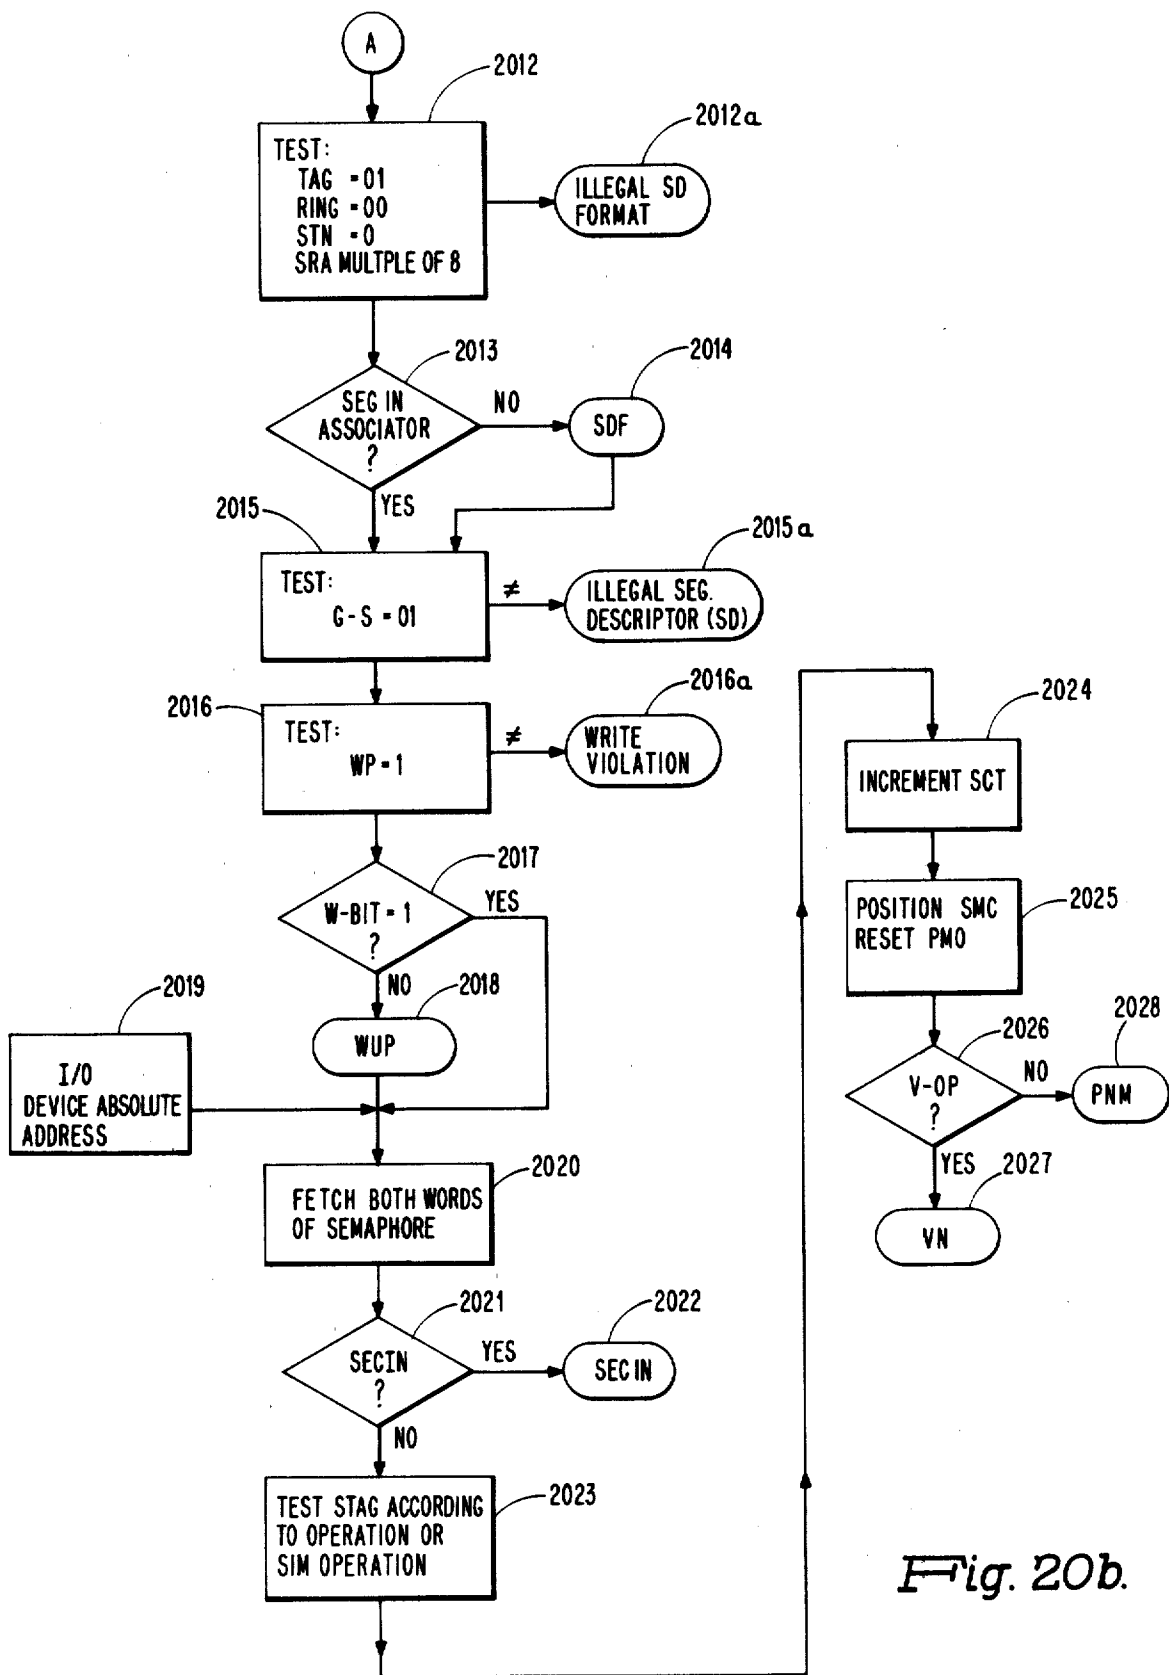 A
2012
TEST:
TAG = 01
RING = 00
STN = 0
SRA MULTPLE OF 8
2012a
ILLEGAL SD
FORMAT
2013
SEG IN
ASSOCIATOR
?
NO
YES
2014
SDF
2015
TEST:
G-S = 01
≠
2015a
ILLEGAL SEG.
DESCRIPTOR (SD)
2016
TEST:
WP = 1
≠
2016a
WRITE
VIOLATION
2017
W-BIT = 1
?
YES
NO
2018
WUP
2019
I/O
DEVICE ABSOLUTE
ADDRESS
2020
FETCH BOTH WORDS
OF SEMAPHORE
2021
SECIN
?
YES
NO
2022
SECIN
2023
TEST STAG ACCORDING
TO OPERATION OR
SIM OPERATION
2024
INCREMENT SCT
2025
POSITION SMC
RESET PMO
2026
V-OP
?
NO
YES
2028
PNM
2027
VN
Fig. 20b.